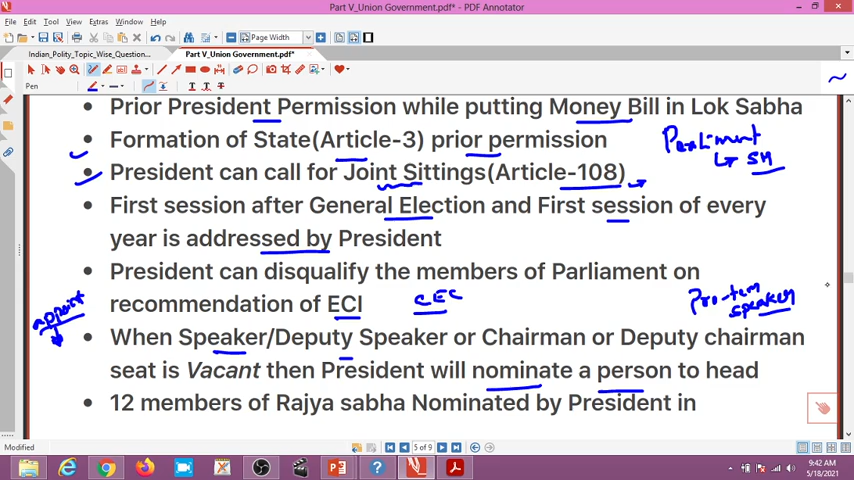 Part V_Union Government.pdf* - PDF Annotator
File Edit Tool View Extras Window Help
Page Width
Indian_Polity_Topic_Wise_Question... Part V_Union Government.pdf*
Pen
Prior President Permission while putting Money Bill in Lok Sabha
Formation of State(Article-3) prior permission
Parliment
SH
President can call for Joint Sittings(Article-108)
First session after General Election and First session of every
year is addressed by President
President can disqualify the members of Parliament on
recommendation of ECI
CEC
Pro-tem
speaker
appoint
When Speaker/Deputy Speaker or Chairman or Deputy chairman
seat is Vacant then President will nominate a person to head
12 members of Rajya sabha Nominated by President in
Modified
5 of 9
9:42 AM
5/18/2021